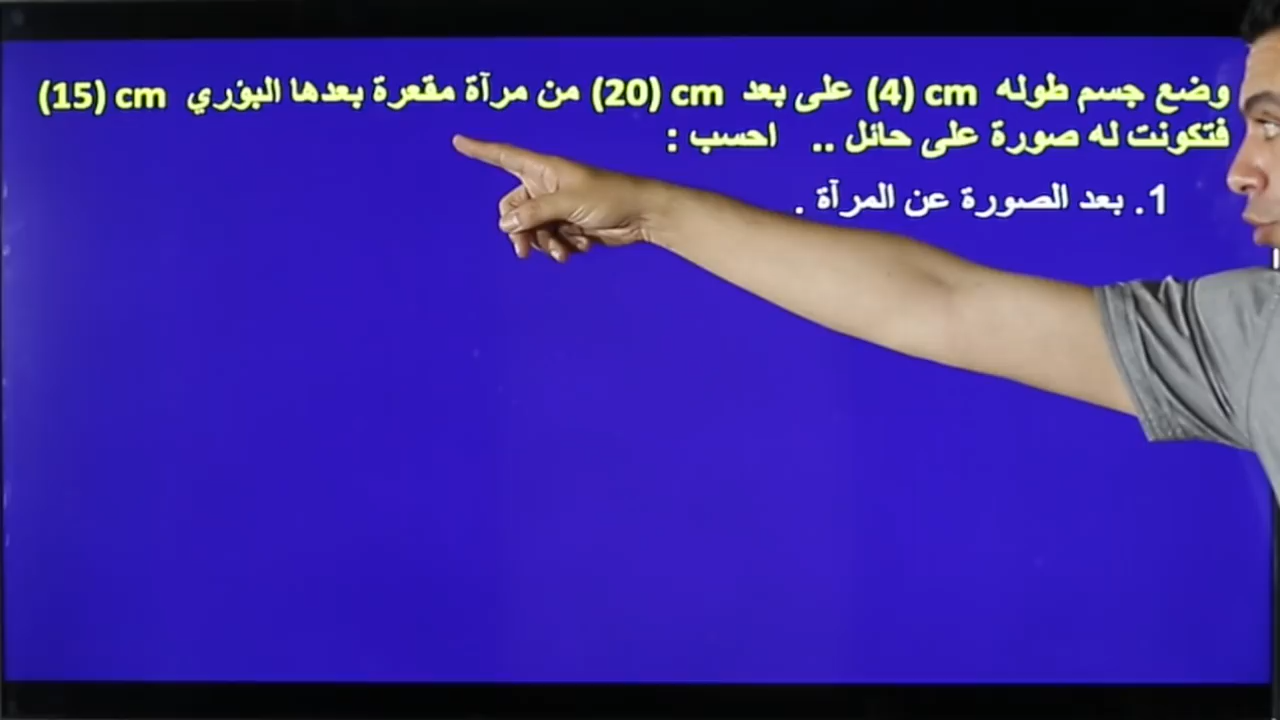 وضع جسم طوله (4) cm على بعد (20) cm من مرآة مقعرة بعدها البؤري (15) cm
فتكونت له صورة على حائل .. احسب :
1. بعد الصورة عن المرآة .